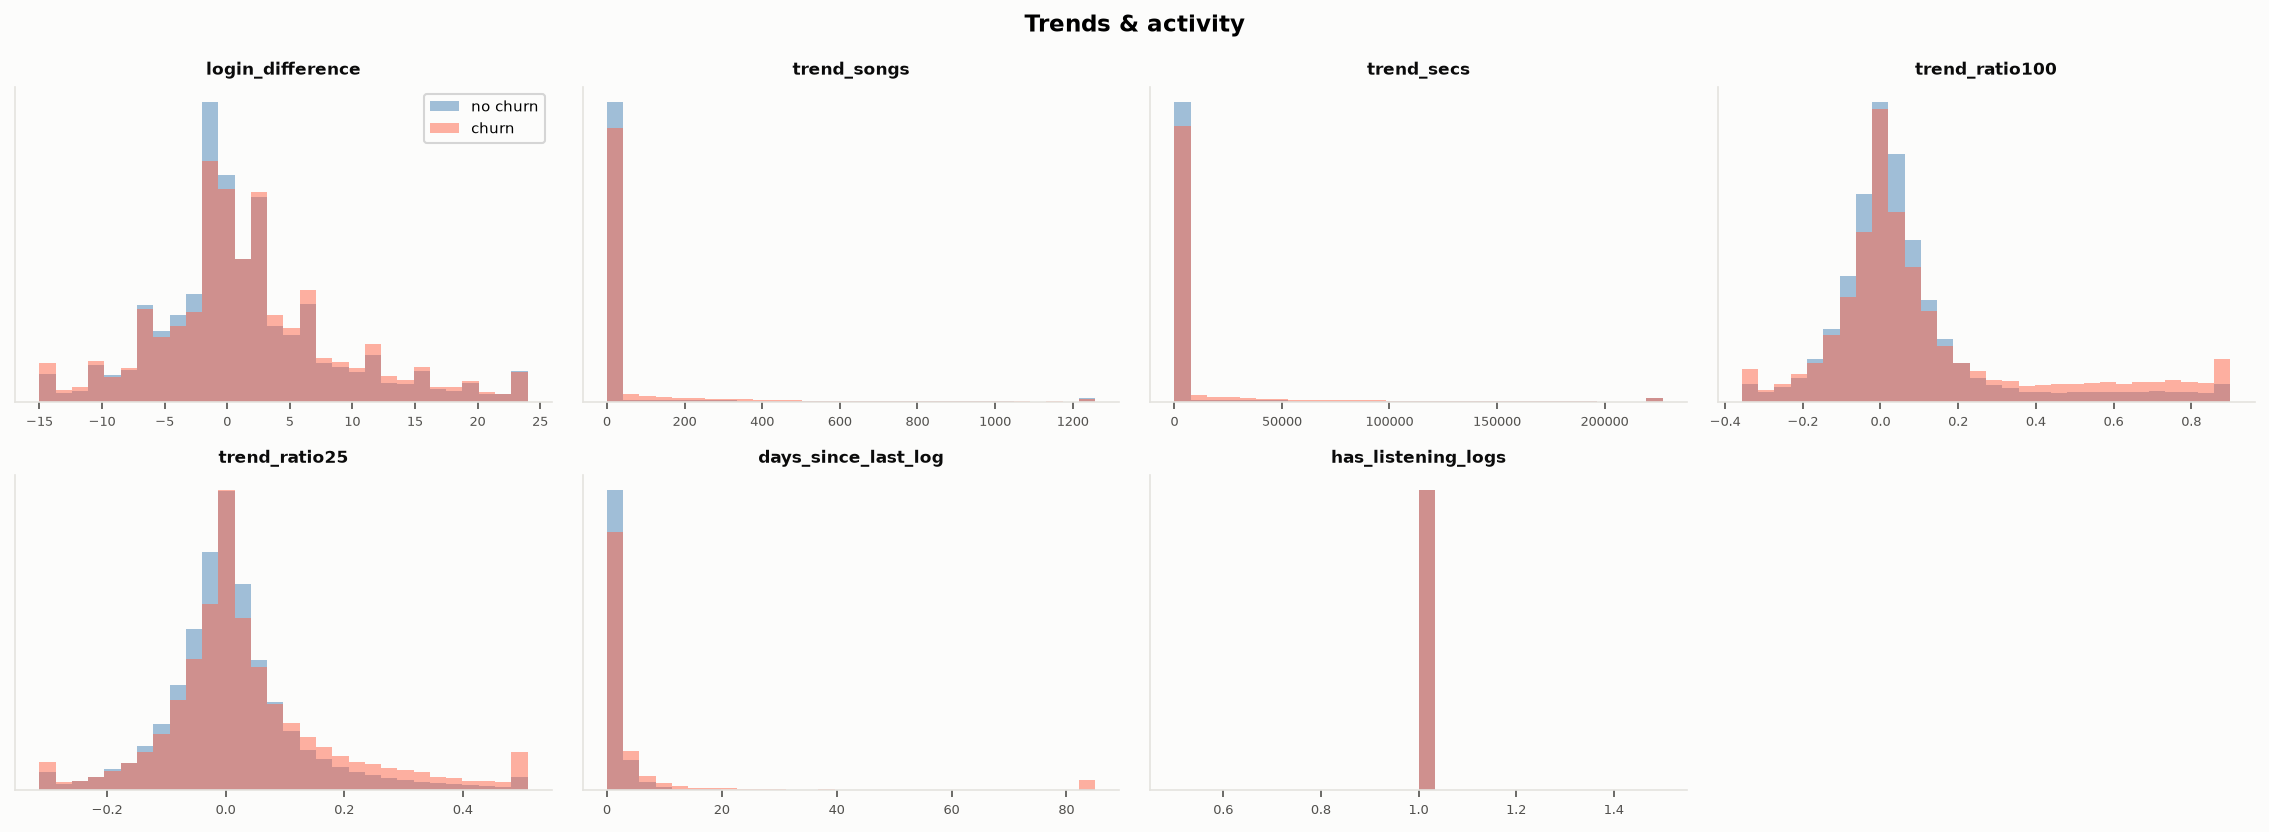 Trends & activity
login_difference
no churn
churn
−15 −10 −5 0 5 10 15 20 25
trend_songs
0 200 400 600 800 1000 1200
trend_secs
0 50000 100000 150000 200000
trend_ratio100
−0.4 −0.2 0.0 0.2 0.4 0.6 0.8
trend_ratio25
−0.2 0.0 0.2 0.4
days_since_last_log
0 20 40 60 80
has_listening_logs
0.6 0.8 1.0 1.2 1.4